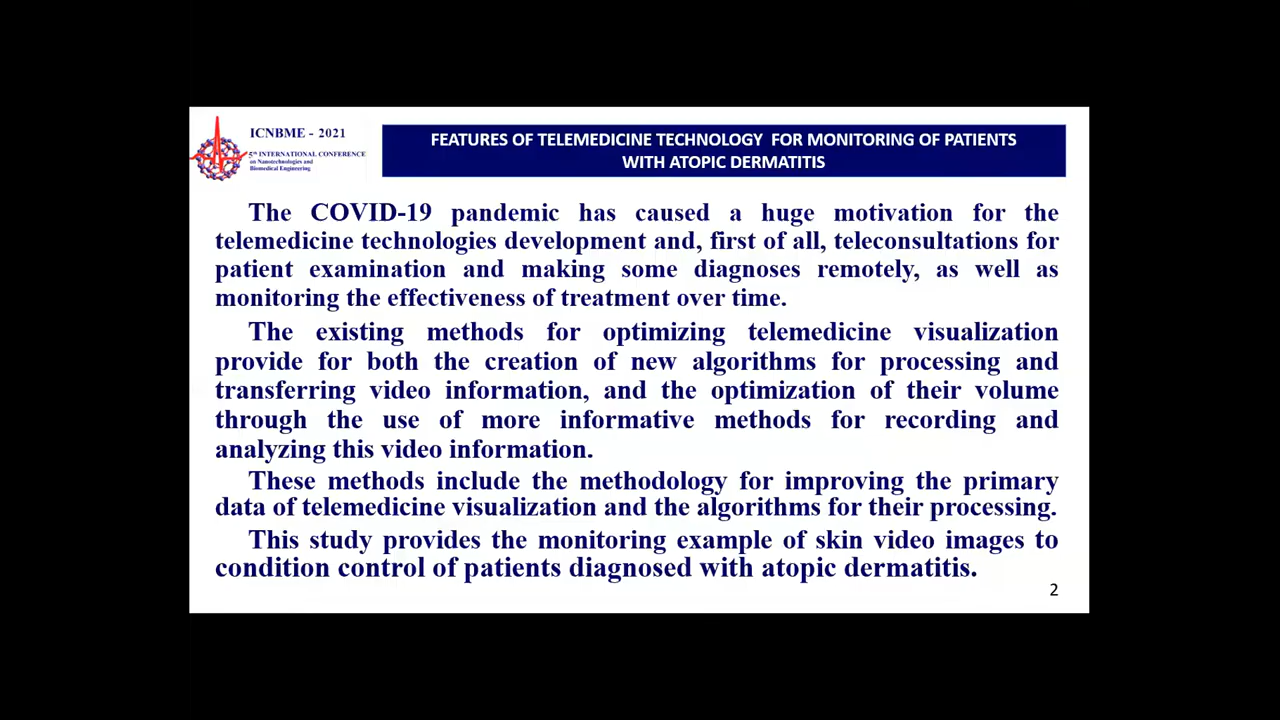 ICNBME - 2021
5th INTERNATIONAL CONFERENCE
on Nanotechnologies and
Biomedical Engineering
FEATURES OF TELEMEDICINE TECHNOLOGY FOR MONITORING OF PATIENTS
WITH ATOPIC DERMATITIS
The COVID-19 pandemic has caused a huge motivation for the
telemedicine technologies development and, first of all, teleconsultations for
patient examination and making some diagnoses remotely, as well as
monitoring the effectiveness of treatment over time.
The existing methods for optimizing telemedicine visualization
provide for both the creation of new algorithms for processing and
transferring video information, and the optimization of their volume
through the use of more informative methods for recording and
analyzing this video information.
These methods include the methodology for improving the primary
data of telemedicine visualization and the algorithms for their processing.
This study provides the monitoring example of skin video images to
condition control of patients diagnosed with atopic dermatitis.
2